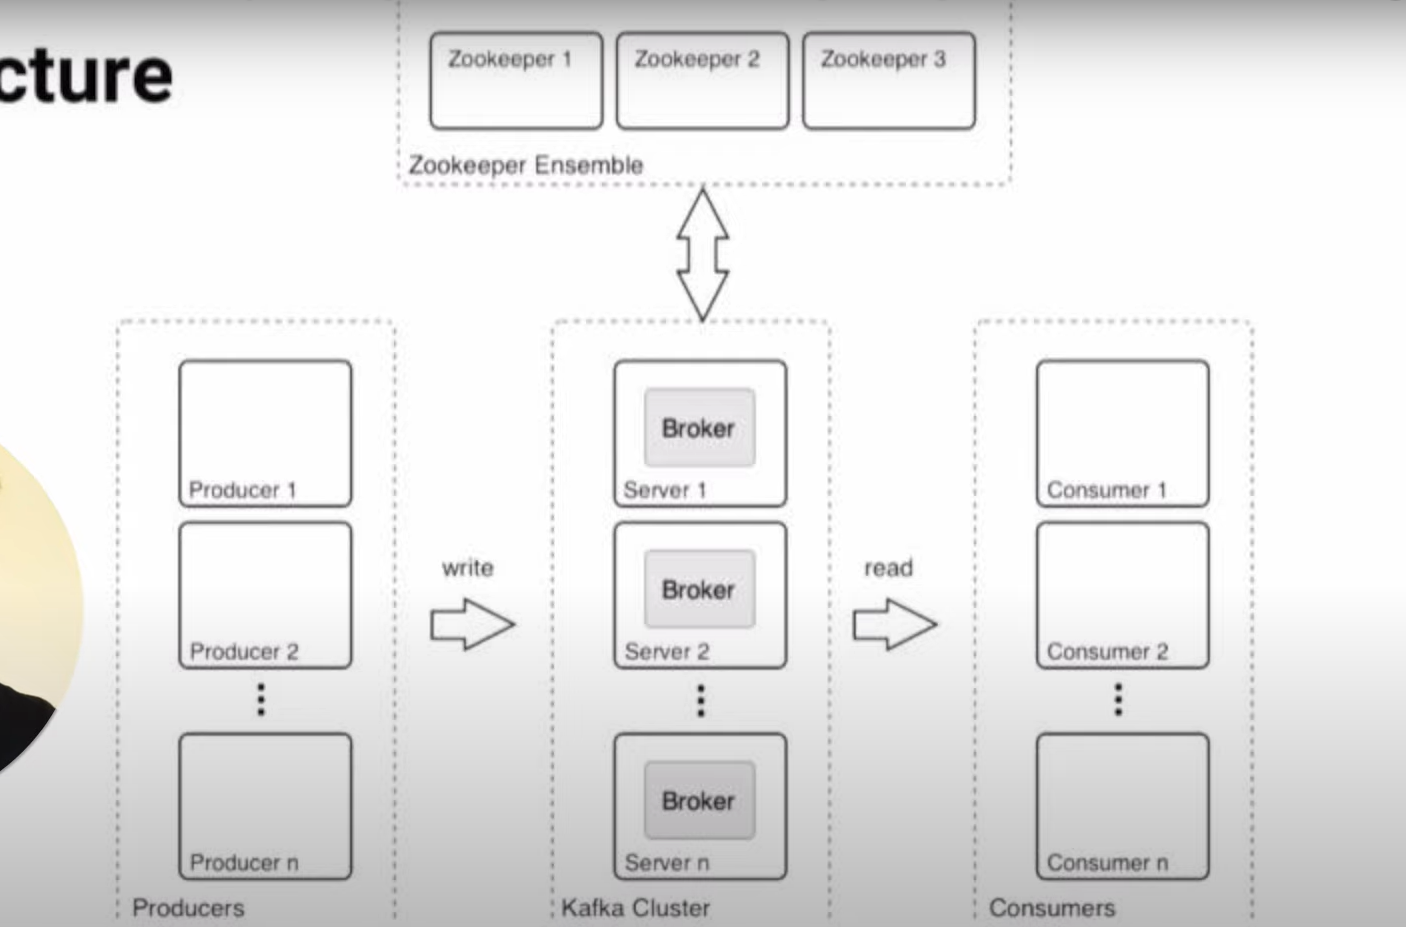 cture
Zookeeper 1
Zookeeper 2
Zookeeper 3
Zookeeper Ensemble
Producer 1
Producer 2
Producer n
Producers
write
Broker
Server 1
Broker
Server 2
Broker
Server n
Kafka Cluster
read
Consumer 1
Consumer 2
Consumer n
Consumers